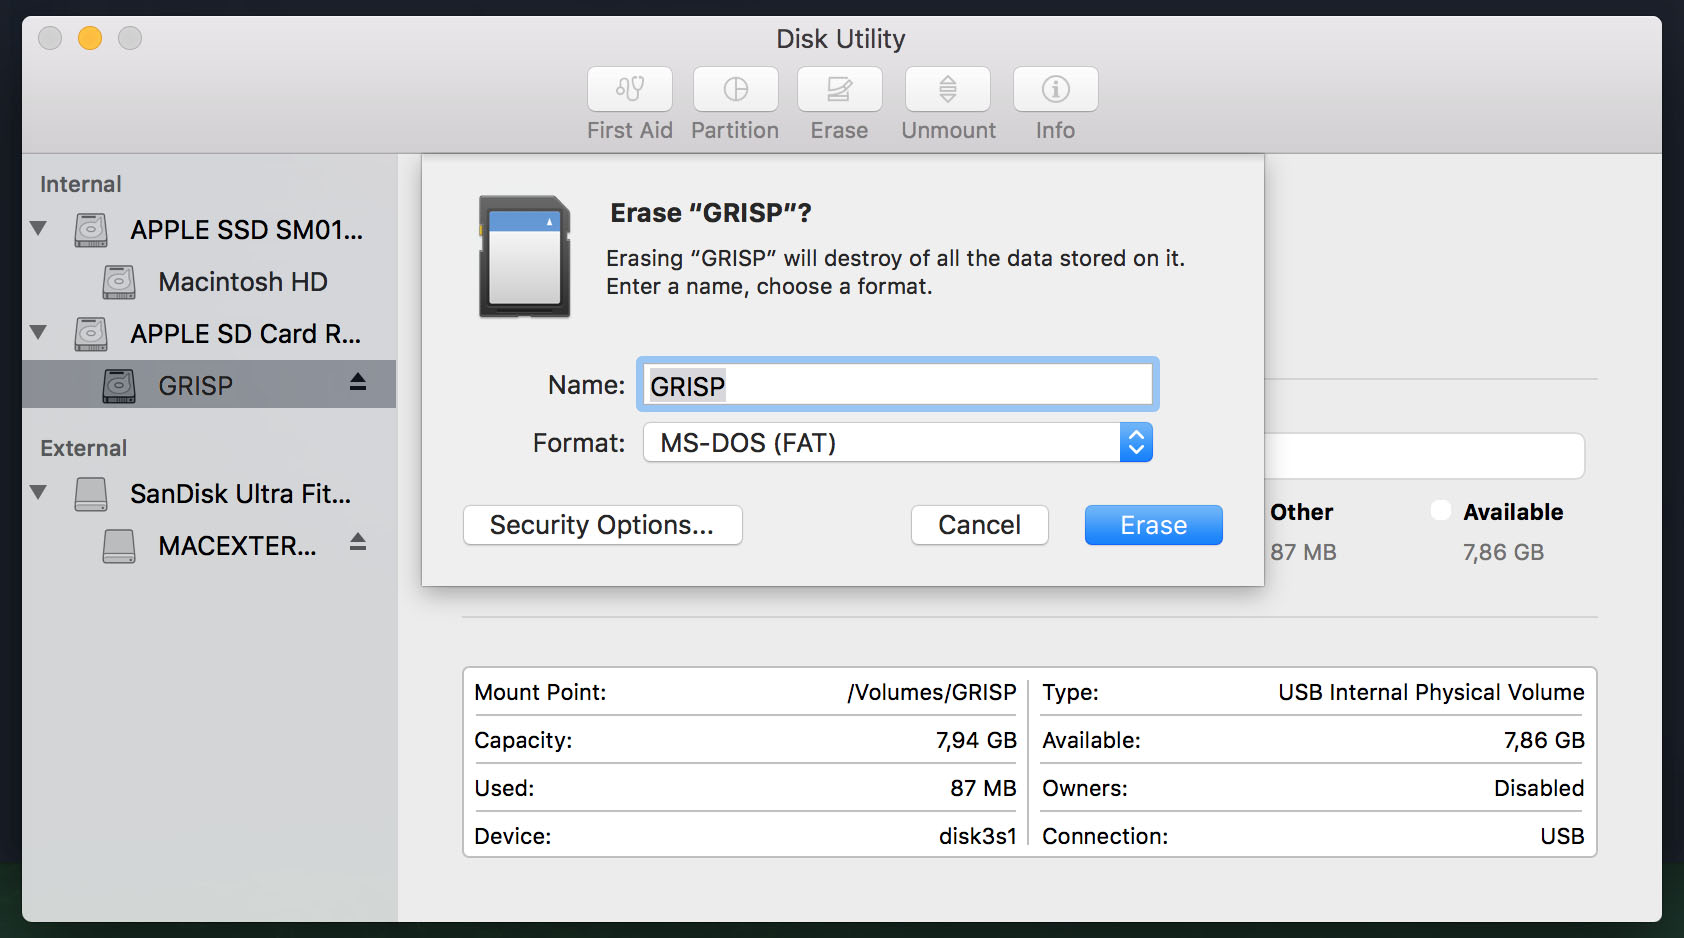 Disk Utility
First Aid
Partition
Erase
Unmount
Info
Internal
APPLE SSD SM01...
Macintosh HD
APPLE SD Card R...
GRISP
External
SanDisk Ultra Fit...
MACEXTER...
Erase “GRISP”?
Erasing “GRISP” will destroy of all the data stored on it.
Enter a name, choose a format.
Name: GRISP
Format: MS-DOS (FAT)
Security Options...
Cancel
Erase
Other
87 MB
Available
7,86 GB
Mount Point: /Volumes/GRISP
Capacity: 7,94 GB
Used: 87 MB
Device: disk3s1
Type: USB Internal Physical Volume
Available: 7,86 GB
Owners: Disabled
Connection: USB